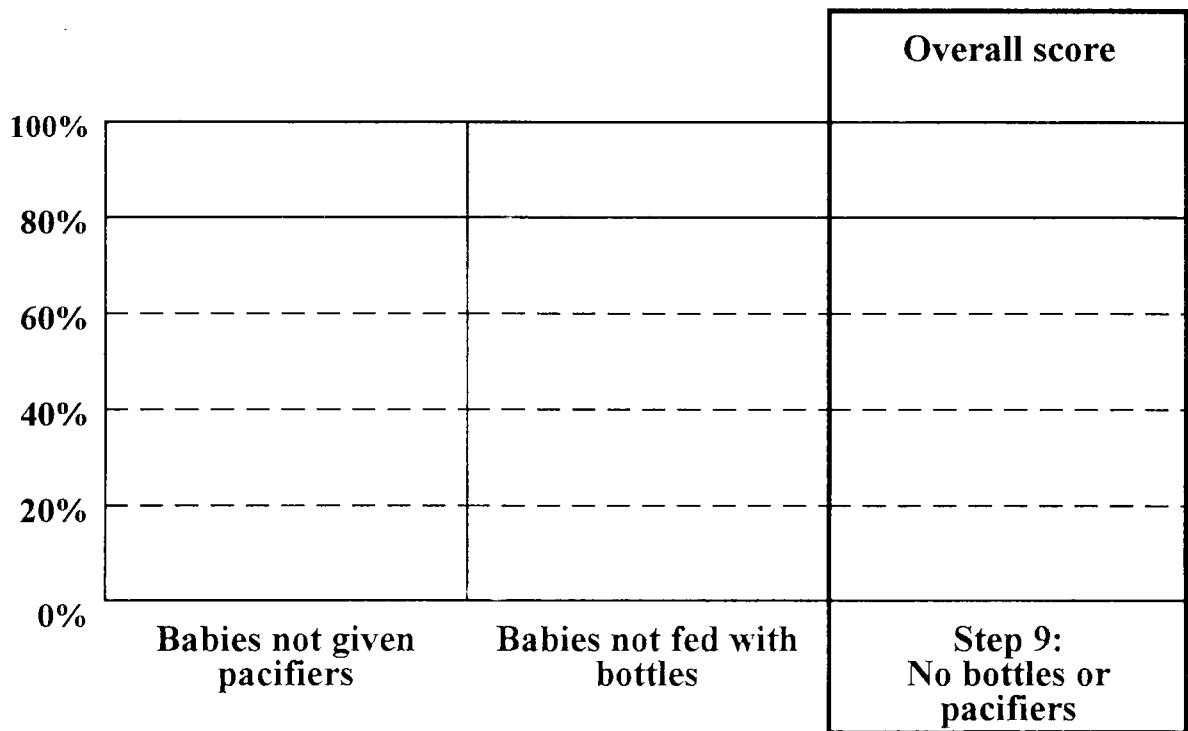 Overall score
100%
80%
60%
40%
20%
0%
Babies not given
pacifiers
Babies not fed with
bottles
Step 9:
No bottles or
pacifiers